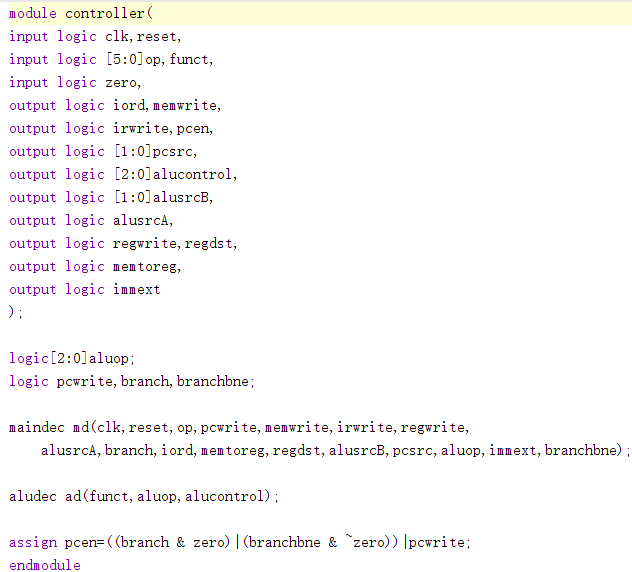 module controller(
input logic clk,reset,
input logic [5:0]op,funct,
input logic zero,
output logic iord,memwrite,
output logic irwrite,pcen,
output logic [1:0]pcsrc,
output logic [2:0]alucontrol,
output logic [1:0]alusrcB,
output logic alusrcA,
output logic regwrite,regdst,
output logic memtoreg,
output logic immext
);
logic[2:0]aluop;
logic pcwrite,branch,branchbne;
maindec md(clk,reset,op,pcwrite,memwrite,irwrite,regwrite,
alusrcA,branch,iord,memtoreg,regdst,alusrcB,pcsrc,aluop,immext,branchbne);
aludec ad(funct,aluop,alucontrol);
assign pcen=((branch & zero)|(branchbne & ~zero))|pcwrite;
endmodule